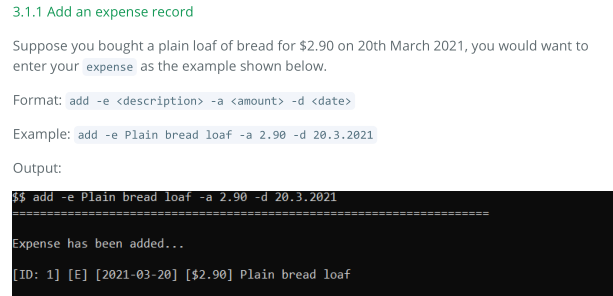 3.1.1 Add an expense record
Suppose you bought a plain loaf of bread for $2.90 on 20th March 2021, you would want to
enter your expense as the example shown below.
Format: add -e <description> -a <amount> -d <date>
Example: add -e Plain bread loaf -a 2.90 -d 20.3.2021
Output:
$$ add -e Plain bread loaf -a 2.90 -d 20.3.2021
======================================================================
Expense has been added...
[ID: 1] [E] [2021-03-20] [$2.90] Plain bread loaf